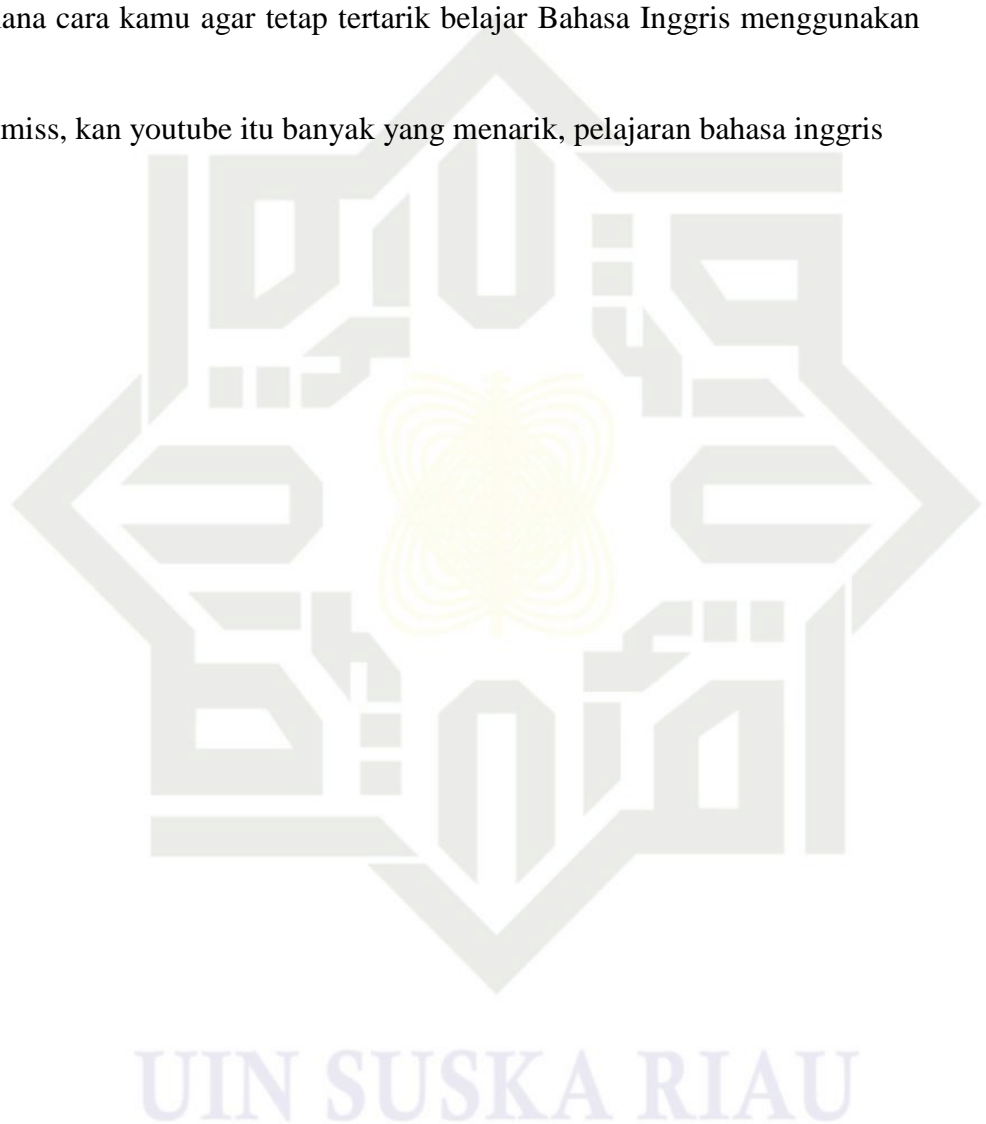 ana cara kamu agar tetap tertarik belajar Bahasa Inggris menggunakan
miss, kan youtube itu banyak yang menarik, pelajaran bahasa inggris
UIN SUSKA RIAU